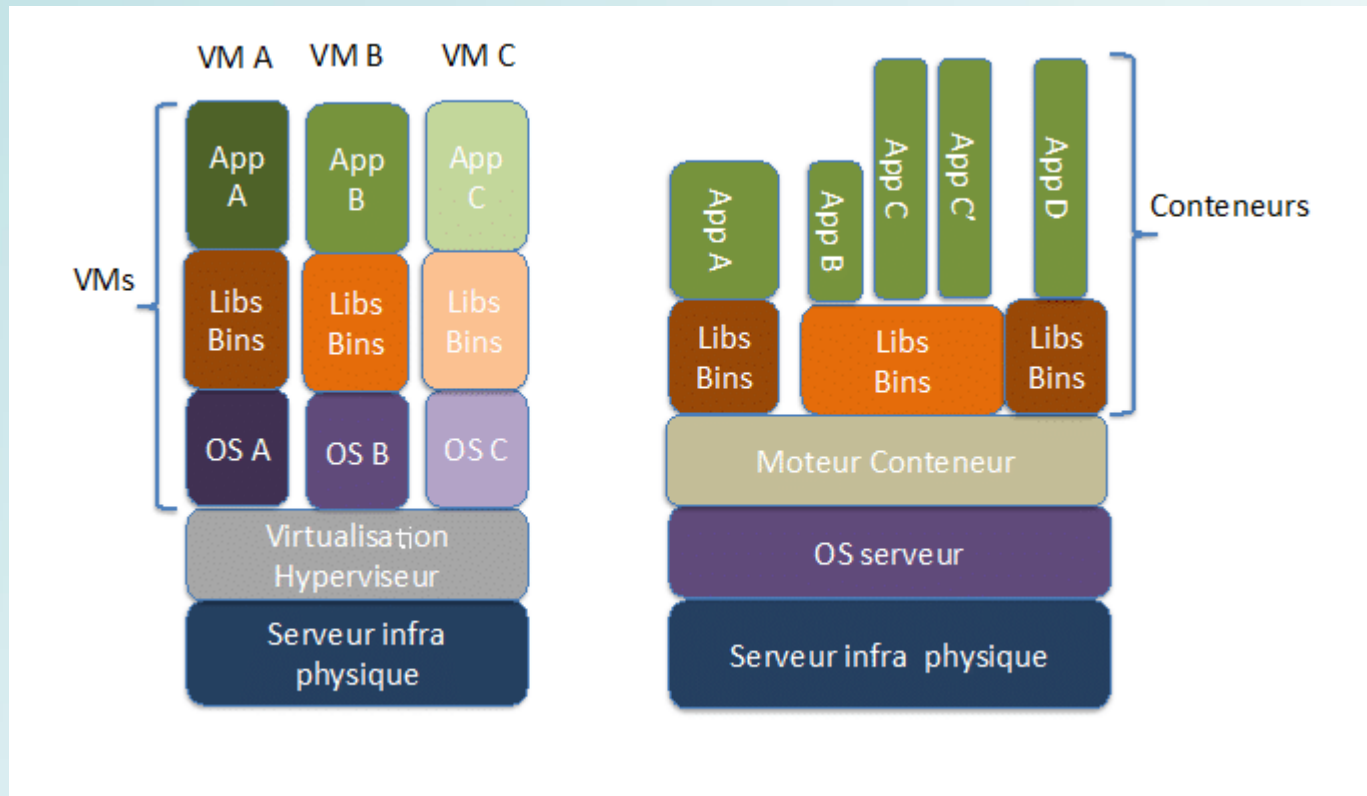 VM A
VM B
VM C
VMs
App
A
App
B
App
C
Libs
Bins
Libs
Bins
Libs
Bins
OS A
OS B
OS C
Virtualisation
Hyperviseur
Serveur infra
physique
App A
App B
App C
App C'
App D
Conteneurs
Libs
Bins
Libs
Bins
Libs
Bins
Moteur Conteneur
OS serveur
Serveur infra physique